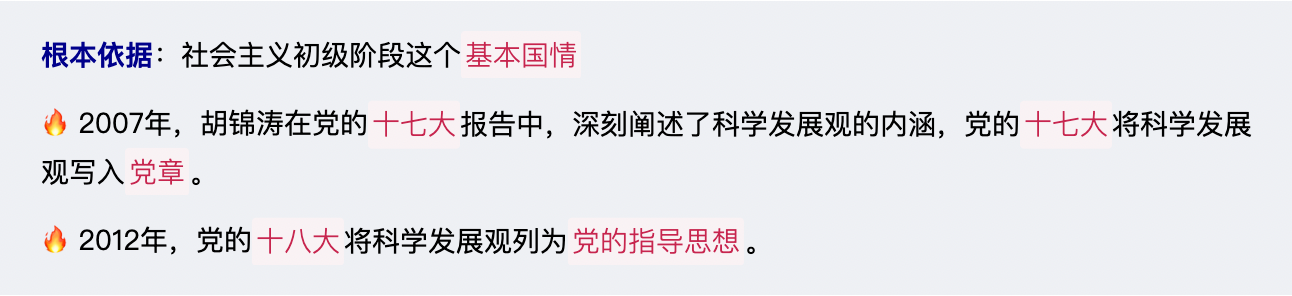 根本依据：社会主义初级阶段这个基本国情
🔥 2007年，胡锦涛在党的十七大报告中，深刻阐述了科学发展观的内涵，党的十七大将科学发展
观写入党章。
🔥 2012年，党的十八大将科学发展观列为党的指导思想。